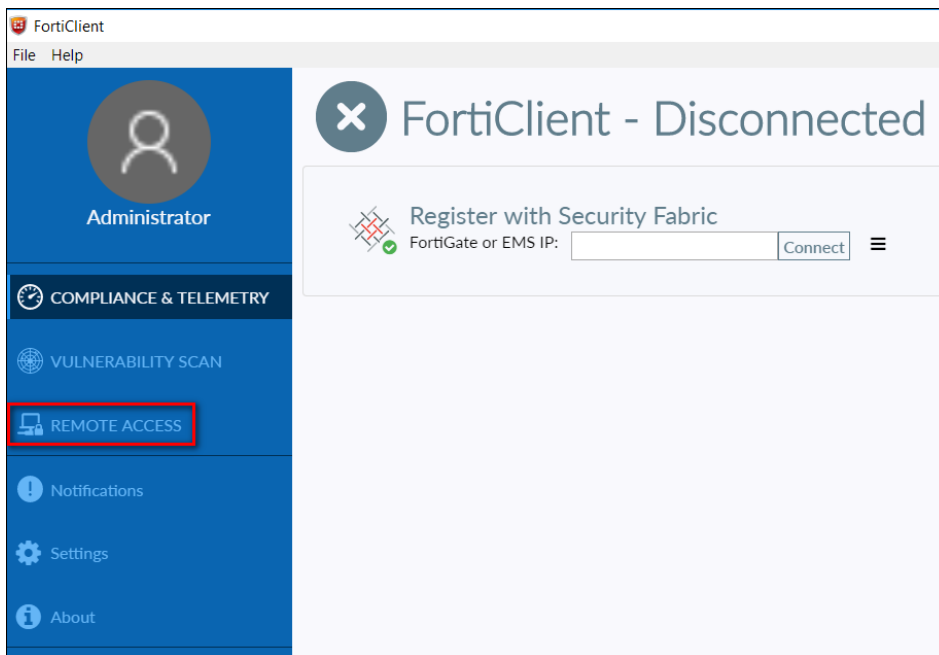 FortiClient
File Help
Administrator
COMPLIANCE & TELEMETRY
VULNERABILITY SCAN
REMOTE ACCESS
Notifications
Settings
About
FortiClient - Disconnected
Register with Security Fabric
FortiGate or EMS IP: Connect